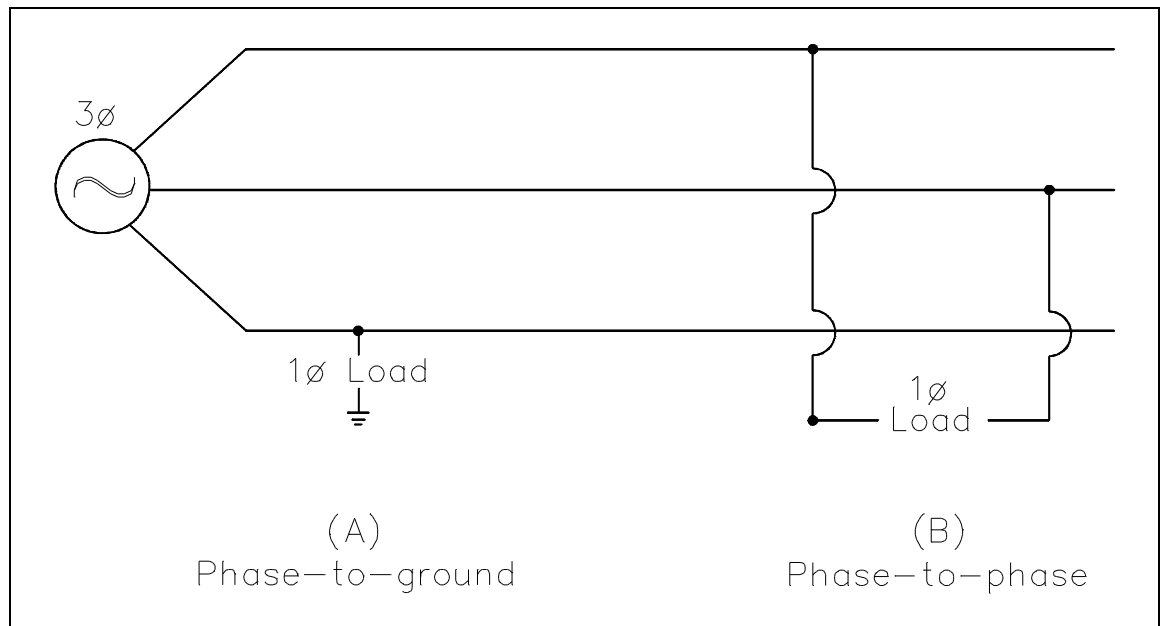 3ø
1ø Load
1ø
Load
(A)
Phase-to-ground
(B)
Phase-to-phase